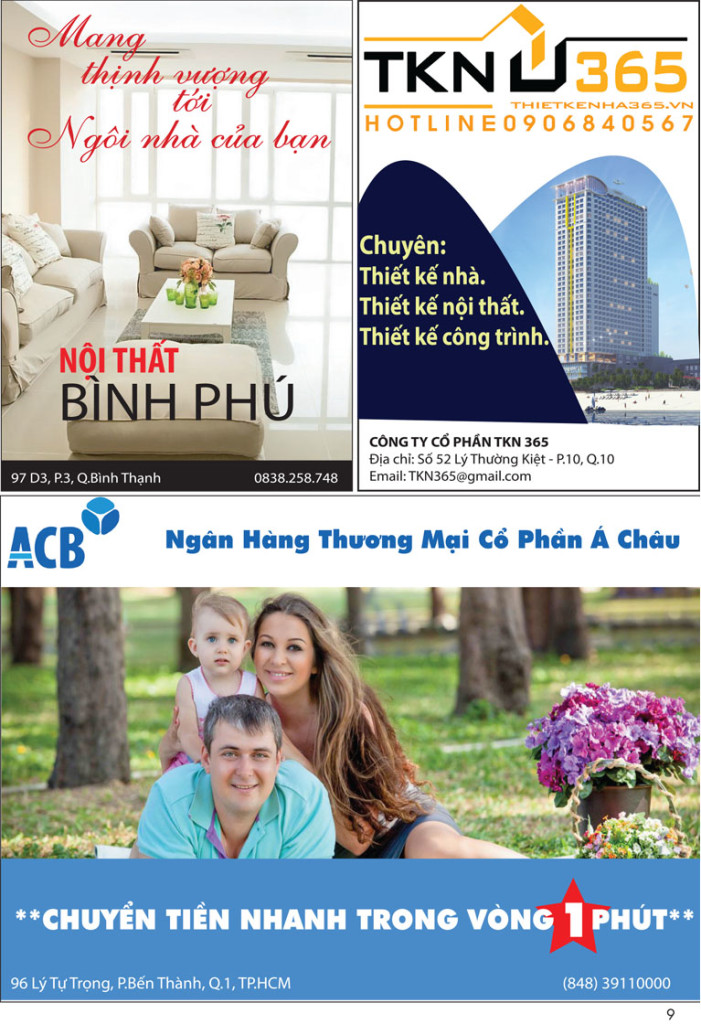 Mang
thịnh vượng
tới
Ngôi nhà của bạn
NỘI THẤT
BÌNH PHÚ
97 D3, P.3, Q.Bình Thạnh
0838.258.748
TKN 365
THIETKENHA365.VN
HOTLINE0906840567
Chuyên:
Thiết kế nhà.
Thiết kế nội thất.
Thiết kế công trình.
CÔNG TY CỔ PHẦN TKN 365
Địa chỉ: Số 52 Lý Thường Kiệt - P.10, Q.10
Email: TKN365@gmail.com
ACB
Ngân Hàng Thương Mại Cổ Phần Á Châu
**CHUYỂN TIỀN NHANH TRONG VÒNG 1 PHÚT**
96 Lý Tự Trọng, P.Bến Thành, Q.1, TP.HCM
(848) 39110000
9